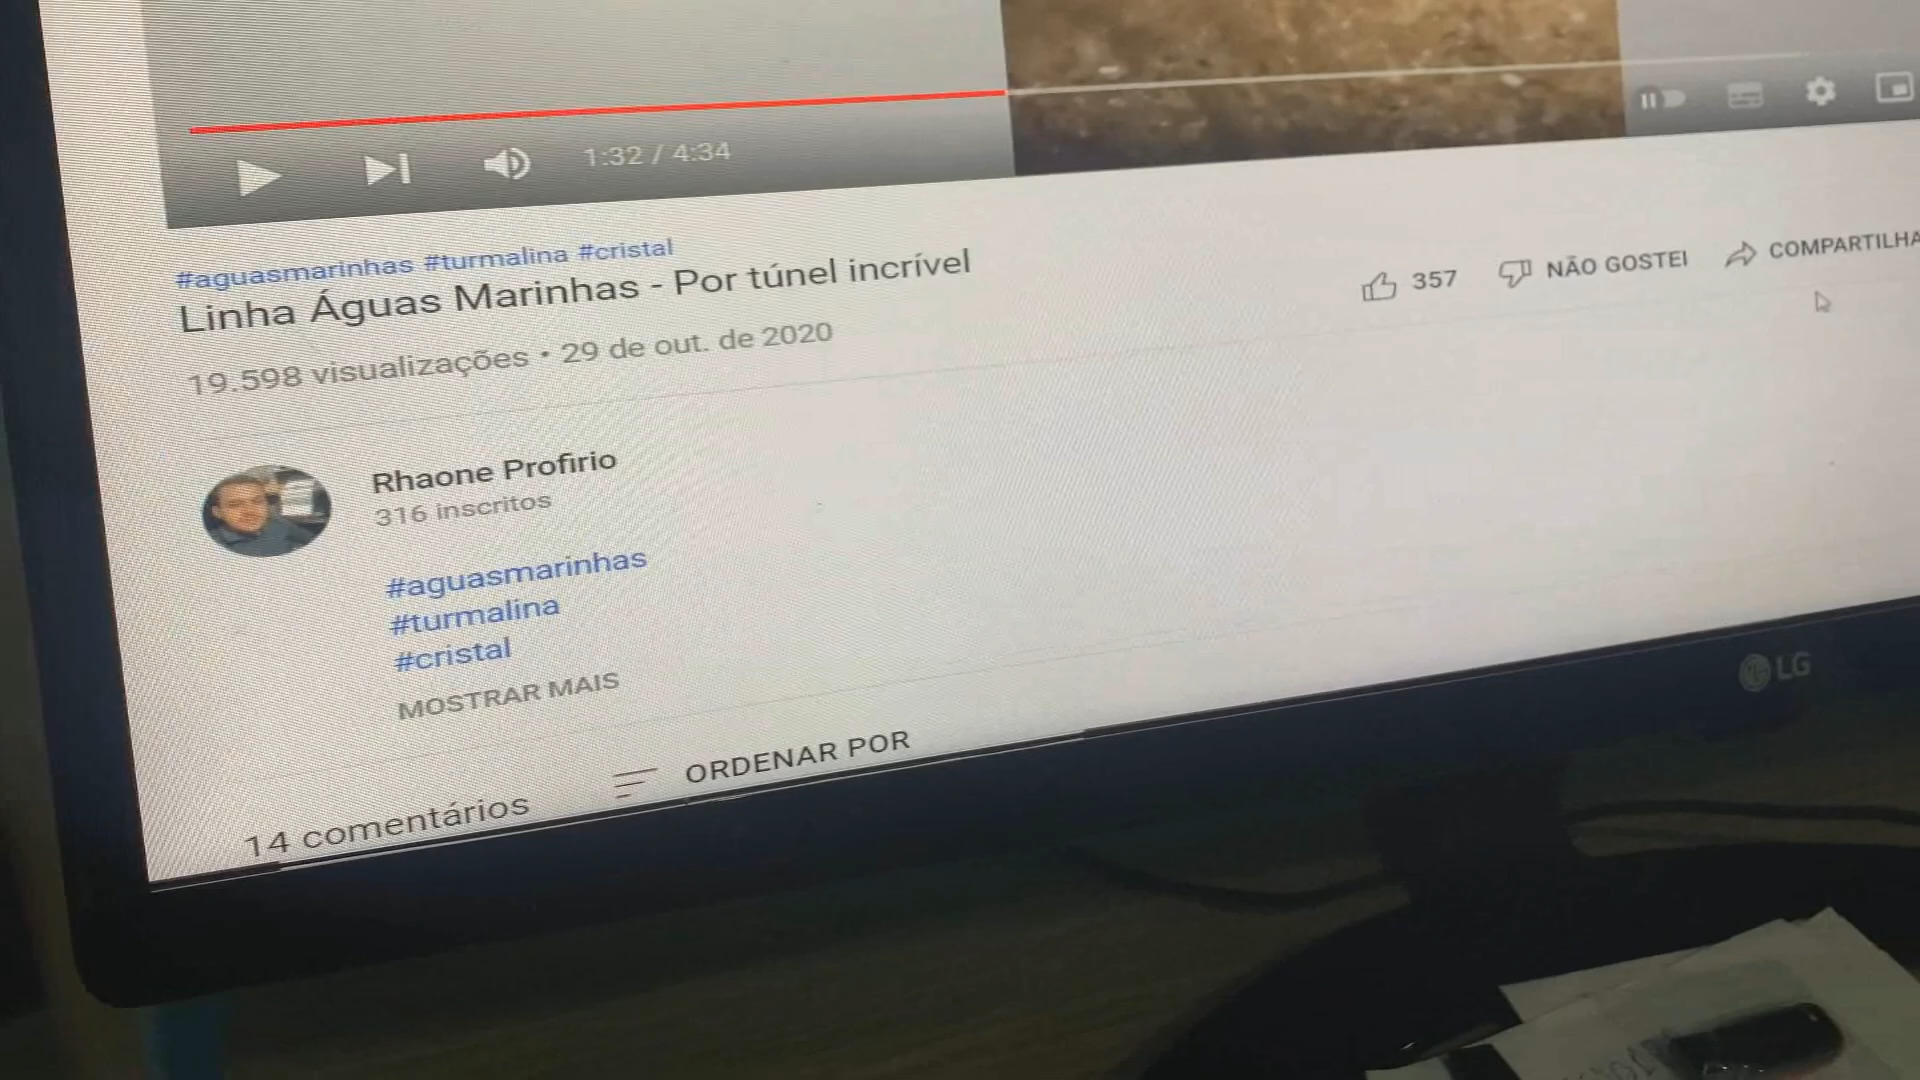 1:32 / 4:34
#aguasmarinhas #turmalina #cristal
Linha Águas Marinhas - Por túnel incrível
19.598 visualizações • 29 de out. de 2020
357 NÃO GOSTEI COMPARTILHA
Rhaone Profirio
316 inscritos
#aguasmarinhas
#turmalina
#cristal
MOSTRAR MAIS
14 comentários ORDENAR POR
LG